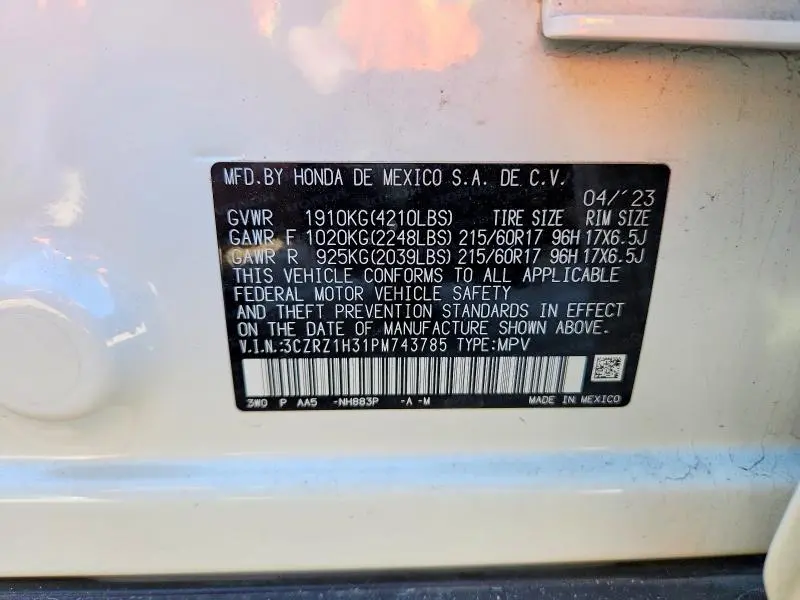 MFD.BY HONDA DE MEXICO S.A. DE C.V.
04/'23
GVWR 1910KG(4210LBS) TIRE SIZE RIM SIZE
GAWR F 1020KG(2248LBS) 215/60R17 96H 17X6.5J
GAWR R 925KG(2039LBS) 215/60R17 96H 17X6.5J
THIS VEHICLE CONFORMS TO ALL APPLICABLE
FEDERAL MOTOR VEHICLE SAFETY
AND THEFT PREVENTION STANDARDS IN EFFECT
ON THE DATE OF MANUFACTURE SHOWN ABOVE.
V.I.N.:3CZRZ1H31PM743785 TYPE:MPV
3W0 P AA5 -NH883P -A -M MADE IN MEXICO